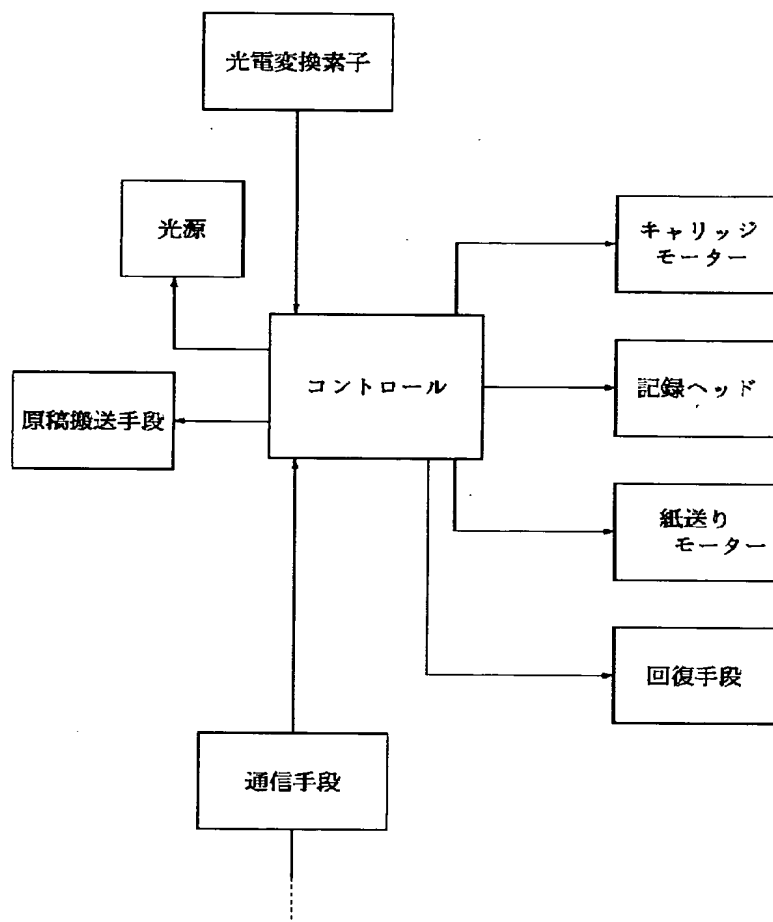 光電変換素子
光源
キャリッジ
モーター
コントロール
記録ヘッド
原稿搬送手段
紙送り
モーター
回復手段
通信手段